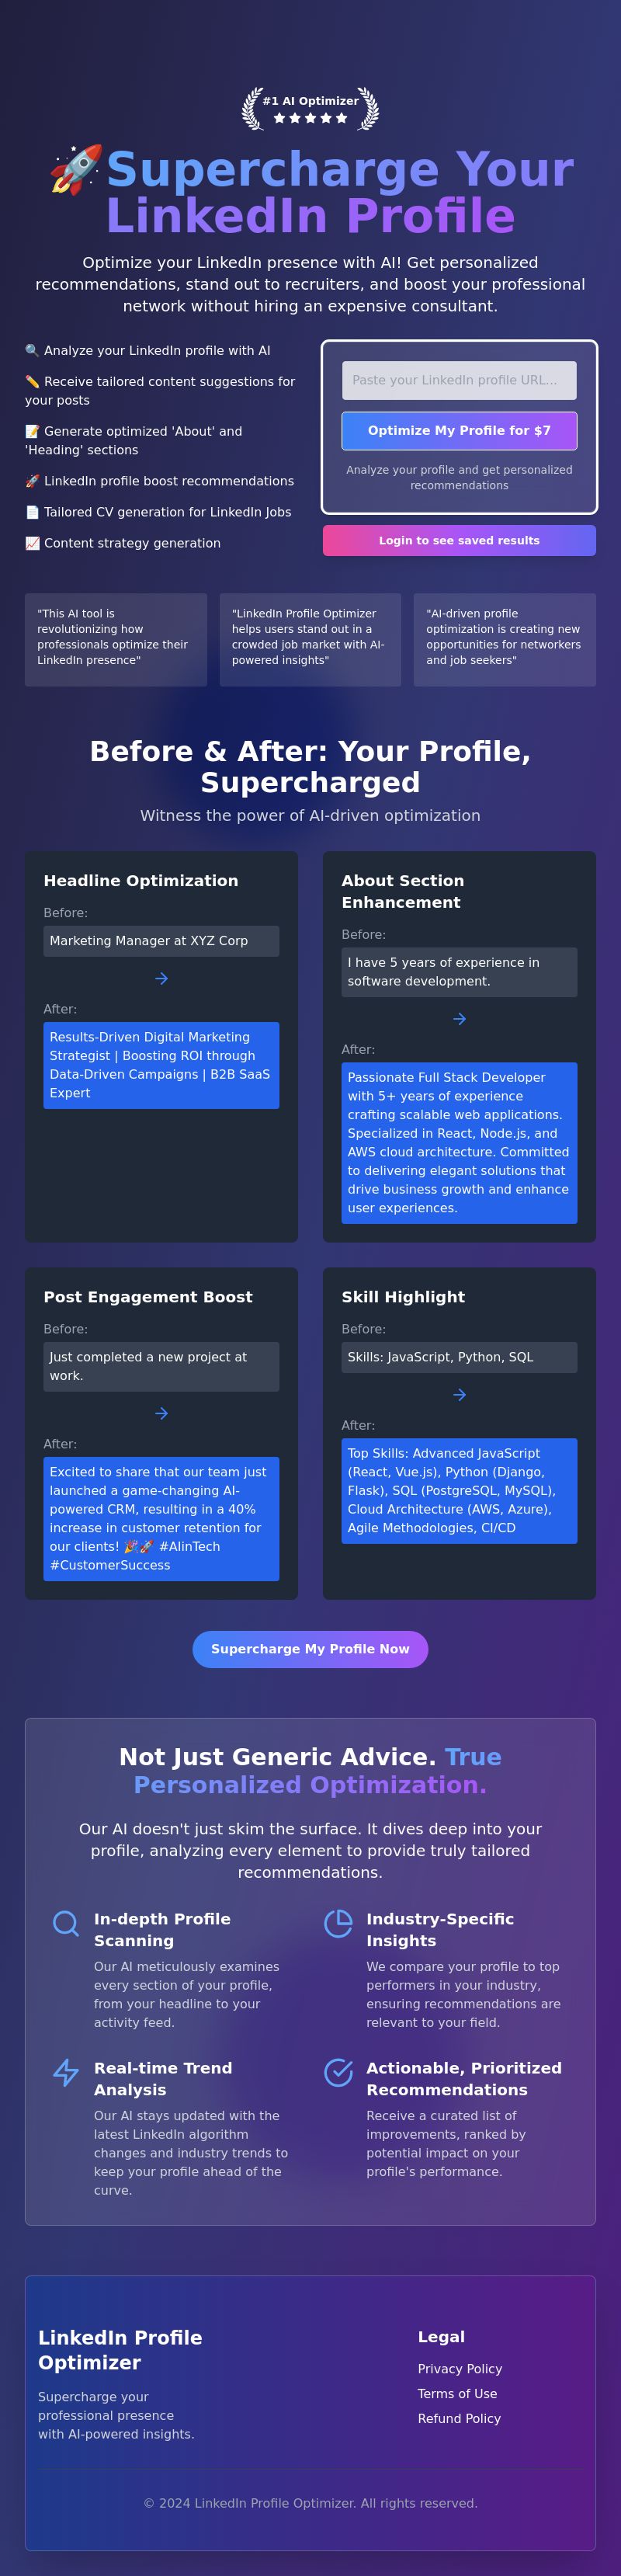 #1 AI Optimizer
🚀Supercharge Your
LinkedIn Profile
Optimize your LinkedIn presence with AI! Get personalized
recommendations, stand out to recruiters, and boost your professional
network without hiring an expensive consultant.
🔍 Analyze your LinkedIn profile with AI
✏️ Receive tailored content suggestions for
your posts
📝 Generate optimized 'About' and
'Heading' sections
🚀 LinkedIn profile boost recommendations
📄 Tailored CV generation for LinkedIn Jobs
📈 Content strategy generation
Paste your LinkedIn profile URL...
Optimize My Profile for $7
Analyze your profile and get personalized
recommendations
Login to see saved results
"This AI tool is
revolutionizing how
professionals optimize their
LinkedIn presence"
"LinkedIn Profile Optimizer
helps users stand out in a
crowded job market with AI-
powered insights"
"AI-driven profile
optimization is creating new
opportunities for networkers
and job seekers"
Before & After: Your Profile,
Supercharged
Witness the power of AI-driven optimization
Headline Optimization
Before:
Marketing Manager at XYZ Corp
After:
Results-Driven Digital Marketing
Strategist | Boosting ROI through
Data-Driven Campaigns | B2B SaaS
Expert
About Section
Enhancement
Before:
I have 5 years of experience in
software development.
After:
Passionate Full Stack Developer
with 5+ years of experience
crafting scalable web applications.
Specialized in React, Node.js, and
AWS cloud architecture. Committed
to delivering elegant solutions that
drive business growth and enhance
user experiences.
Post Engagement Boost
Before:
Just completed a new project at
work.
After:
Excited to share that our team just
launched a game-changing AI-
powered CRM, resulting in a 40%
increase in customer retention for
our clients! 🎉🚀 #AIinTech
#CustomerSuccess
Skill Highlight
Before:
Skills: JavaScript, Python, SQL
After:
Top Skills: Advanced JavaScript
(React, Vue.js), Python (Django,
Flask), SQL (PostgreSQL, MySQL),
Cloud Architecture (AWS, Azure),
Agile Methodologies, CI/CD
Supercharge My Profile Now
Not Just Generic Advice. True
Personalized Optimization.
Our AI doesn't just skim the surface. It dives deep into your
profile, analyzing every element to provide truly tailored
recommendations.
In-depth Profile
Scanning
Our AI meticulously examines
every section of your profile,
from your headline to your
activity feed.
Industry-Specific
Insights
We compare your profile to top
performers in your industry,
ensuring recommendations are
relevant to your field.
Real-time Trend
Analysis
Our AI stays updated with the
latest LinkedIn algorithm
changes and industry trends to
keep your profile ahead of the
curve.
Actionable, Prioritized
Recommendations
Receive a curated list of
improvements, ranked by
potential impact on your
profile's performance.
LinkedIn Profile
Optimizer
Supercharge your
professional presence
with AI-powered insights.
Legal
Privacy Policy
Terms of Use
Refund Policy
© 2024 LinkedIn Profile Optimizer. All rights reserved.